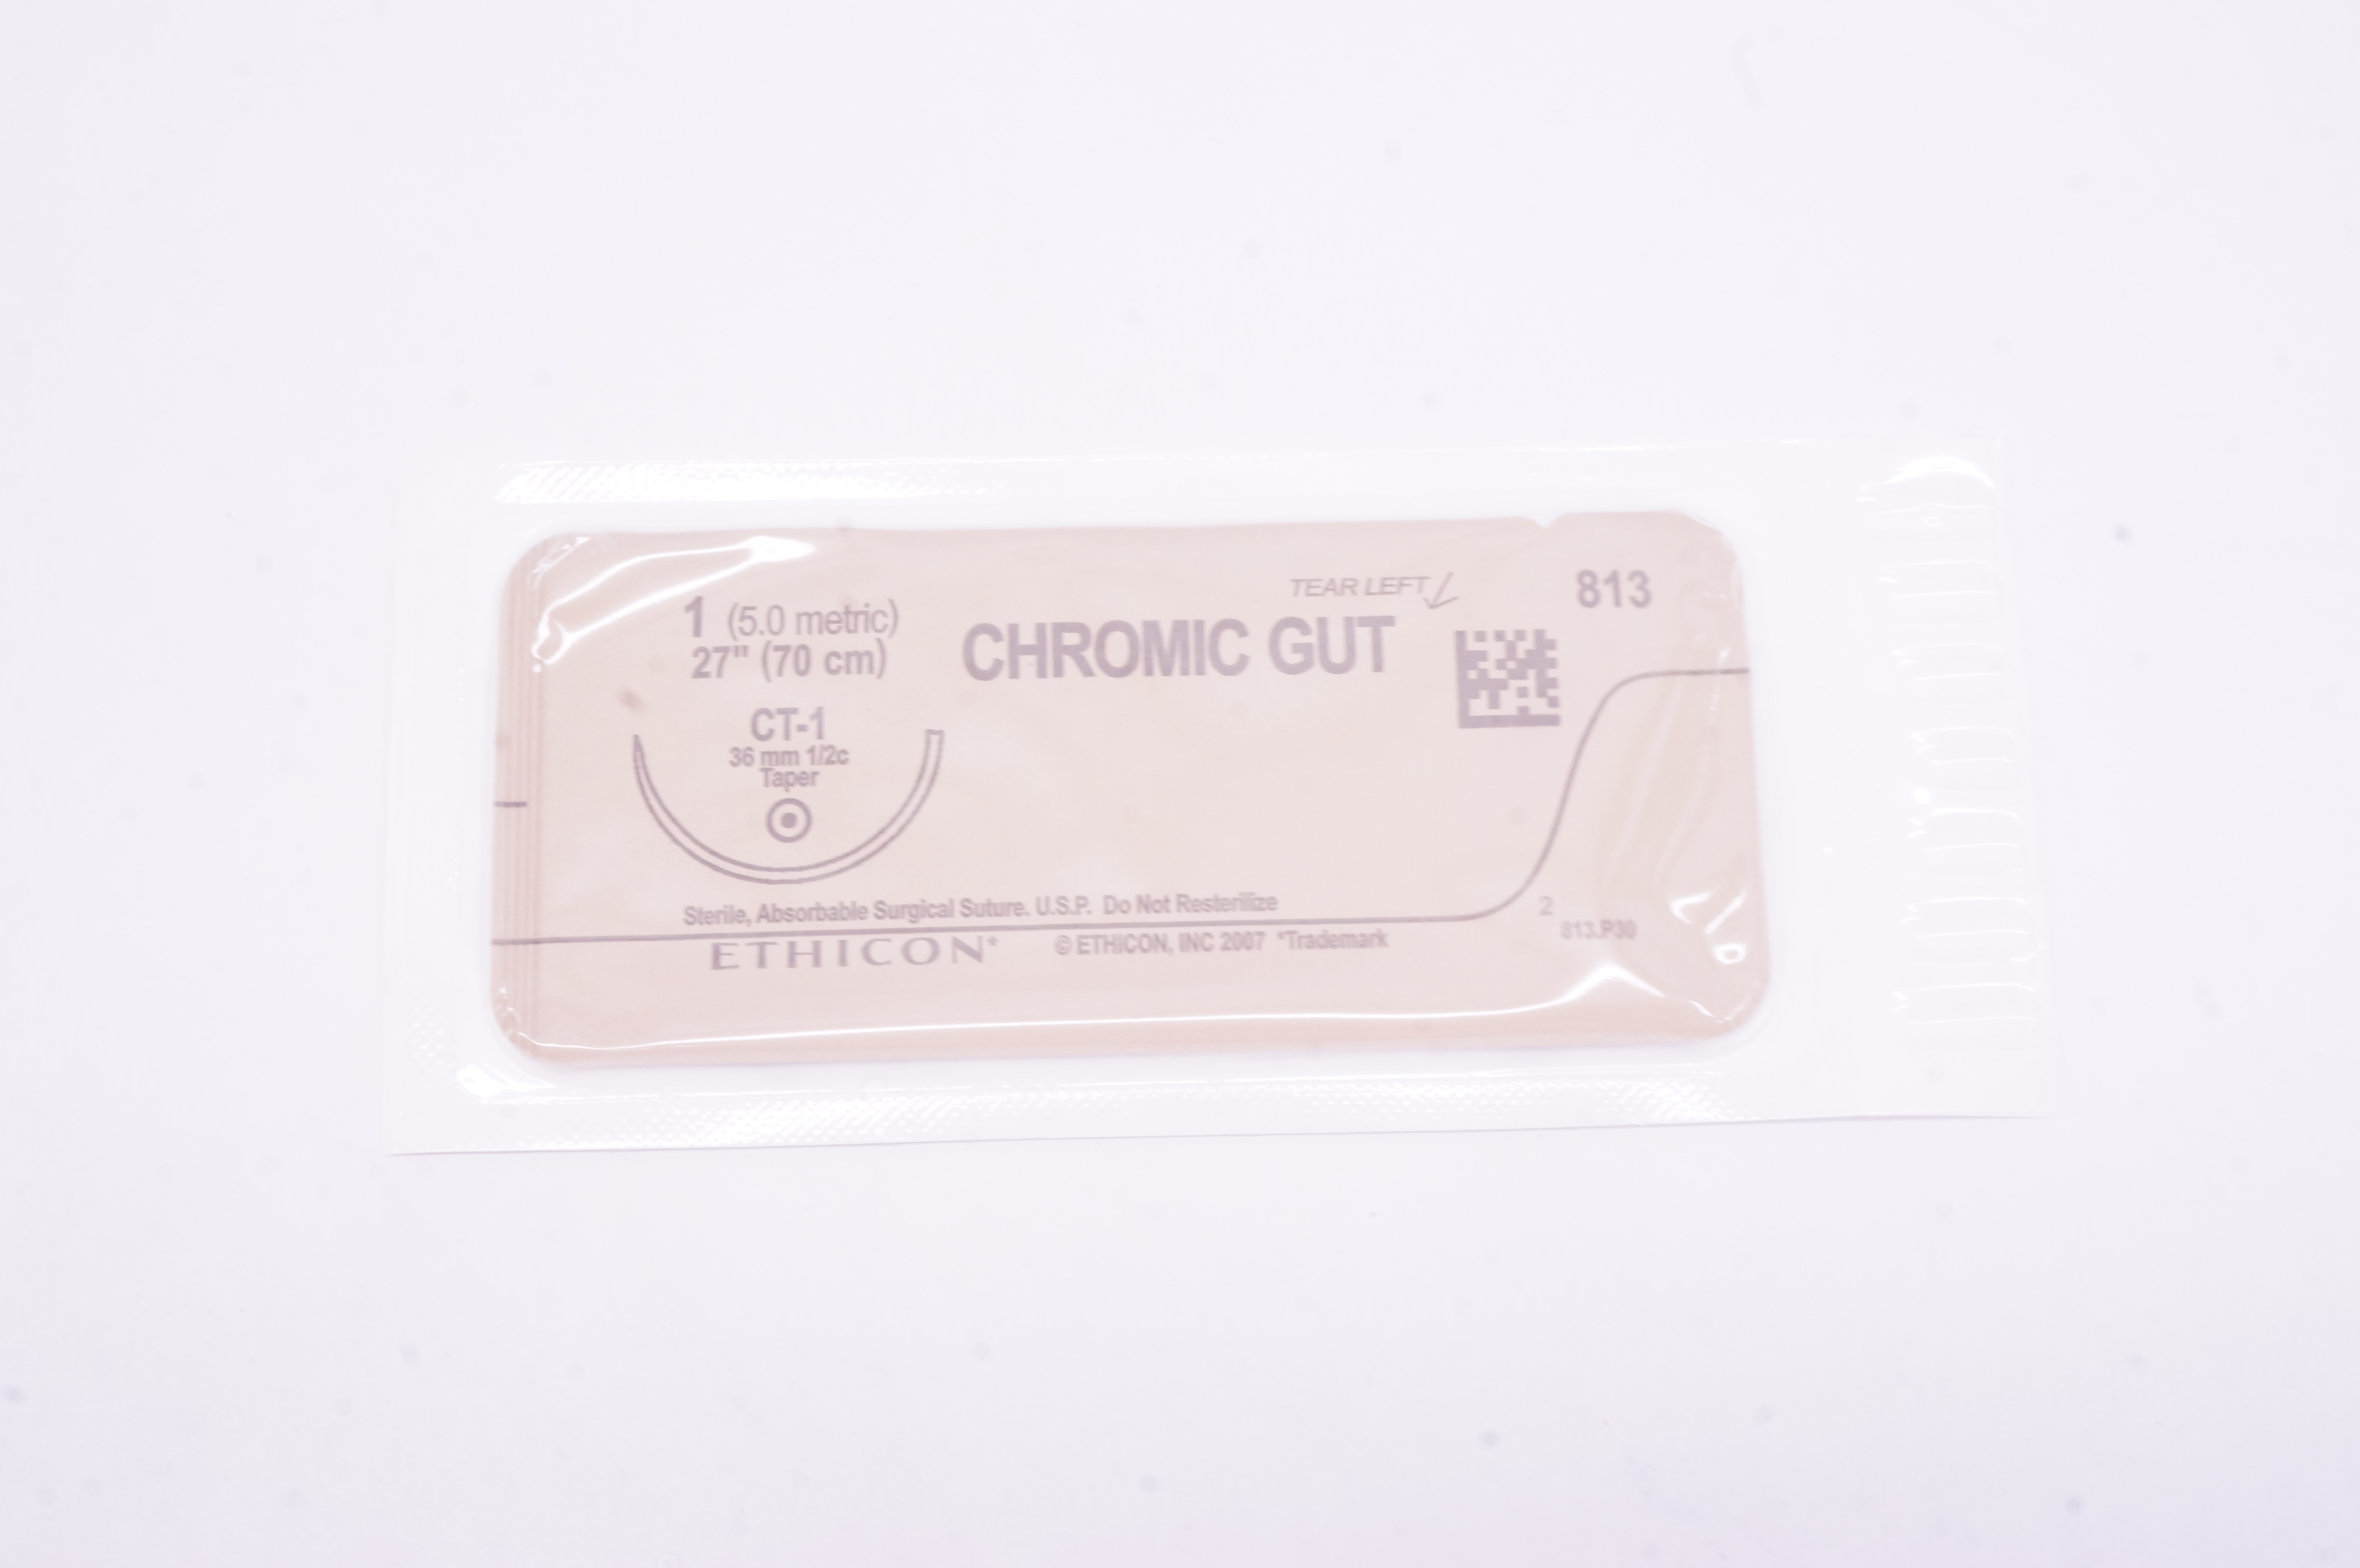 TEAR LEFT
813
1 (5.0 metric)
27" (70 cm)
CHROMIC GUT
CT-1
36 mm 1/2c
Taper
Sterile, Absorbable Surgical Suture. U.S.P. Do Not Resterilize
2
813.P30
ETHICON* © ETHICON, INC 2007 *Trademark